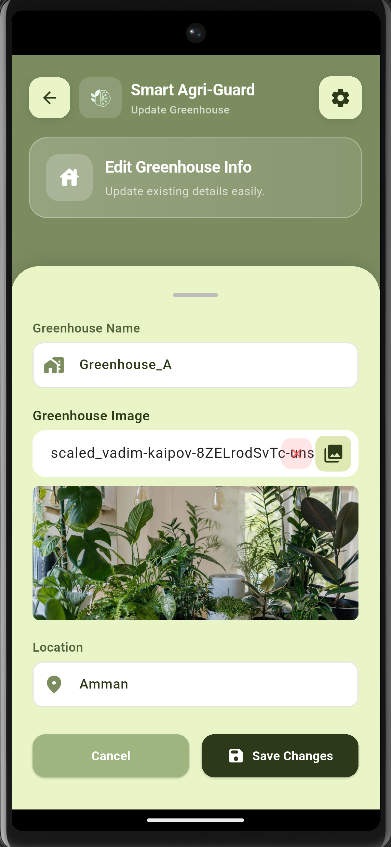 Smart Agri-Guard
Update Greenhouse
Edit Greenhouse Info
Update existing details easily.
Greenhouse Name
Greenhouse_A
Greenhouse Image
scaled_vadim-kaipov-8ZELrodSvTc-uns
Location
Amman
Cancel
Save Changes